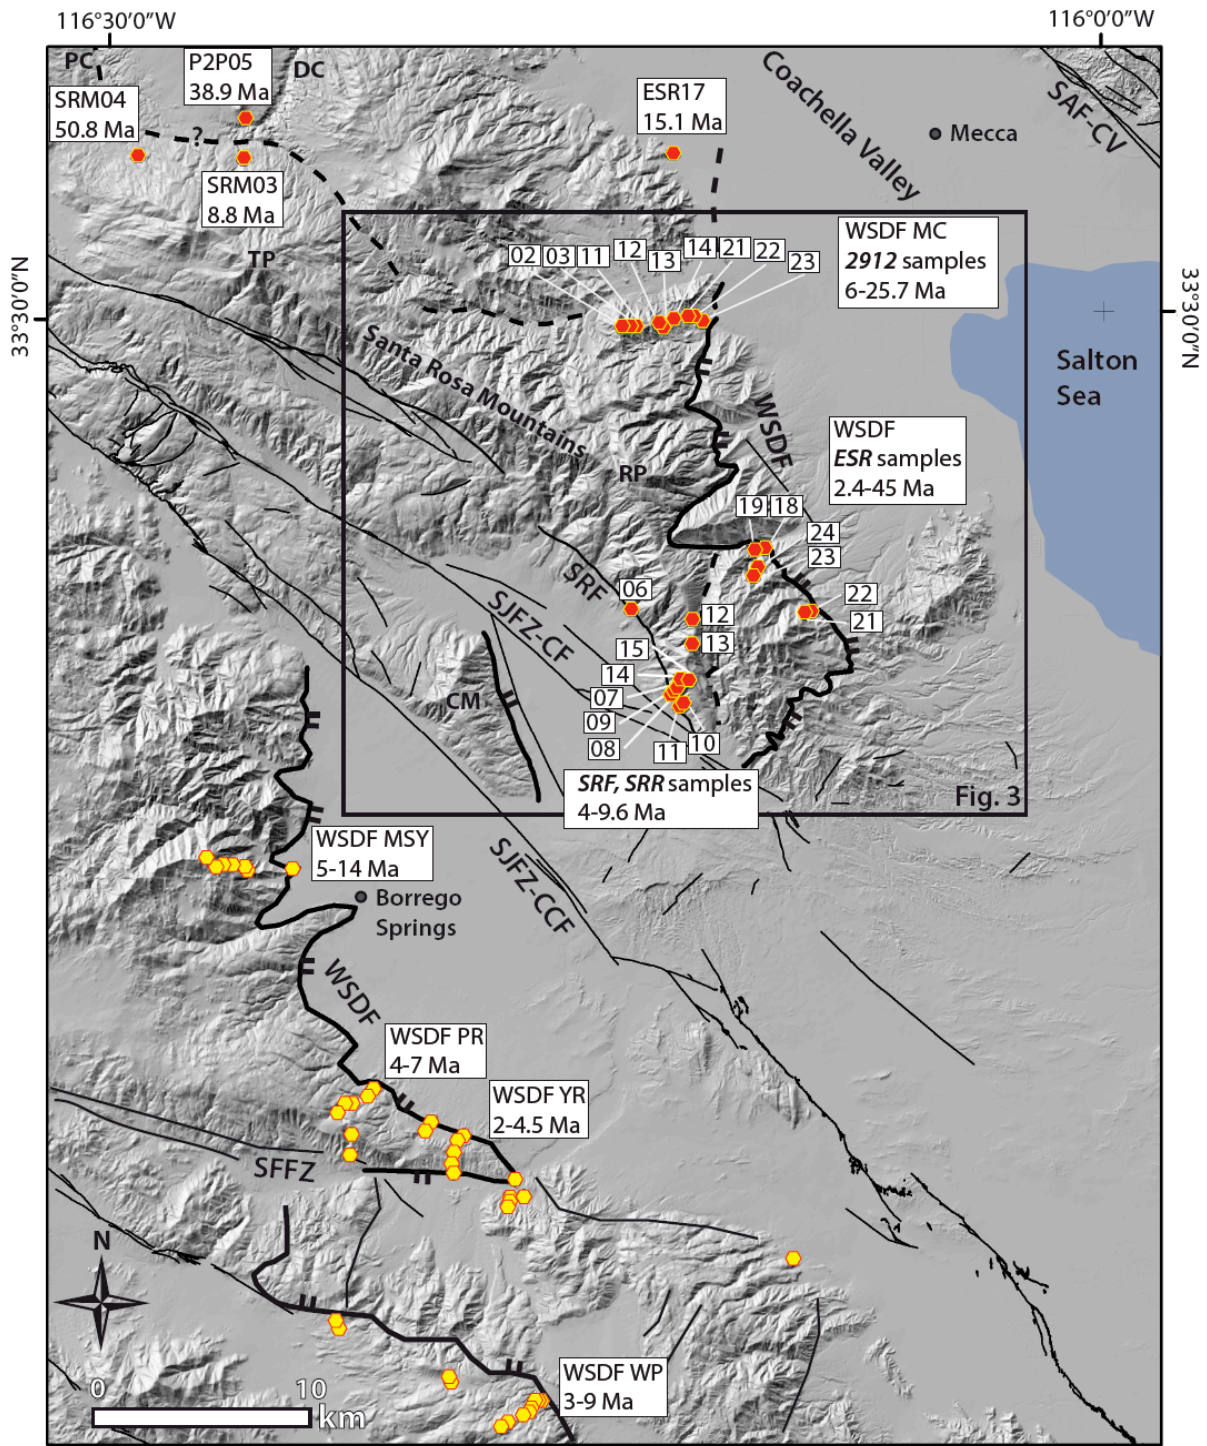 116°30′0″W
116°0′0″W
PC
P2P05
38.9 Ma
DC
SRM04
50.8 Ma
?
SRM03
8.8 Ma
ESR17
15.1 Ma
Coachella Valley
Mecca
SAF-CV
TP
02 03 11 12 13 14 21 22 23
WSDF MC
2912 samples
6-25.7 Ma
33°30′0″N
33°30′0″N
Santa Rosa Mountains
Salton
Sea
WSDF
WSDF
ESR samples
2.4-45 Ma
RP
19 18
24
23
22
21
SRF
06
SJFZ-CF
12
13
15
14
07
09
08
11
10
CM
SRF, SRR samples
4-9.6 Ma
Fig. 3
WSDF MSY
5-14 Ma
SJFZ-CCF
Borrego
Springs
WSDF
WSDF PR
4-7 Ma
WSDF YR
2-4.5 Ma
SFFZ
N
WSDF WP
3-9 Ma
0 10
km